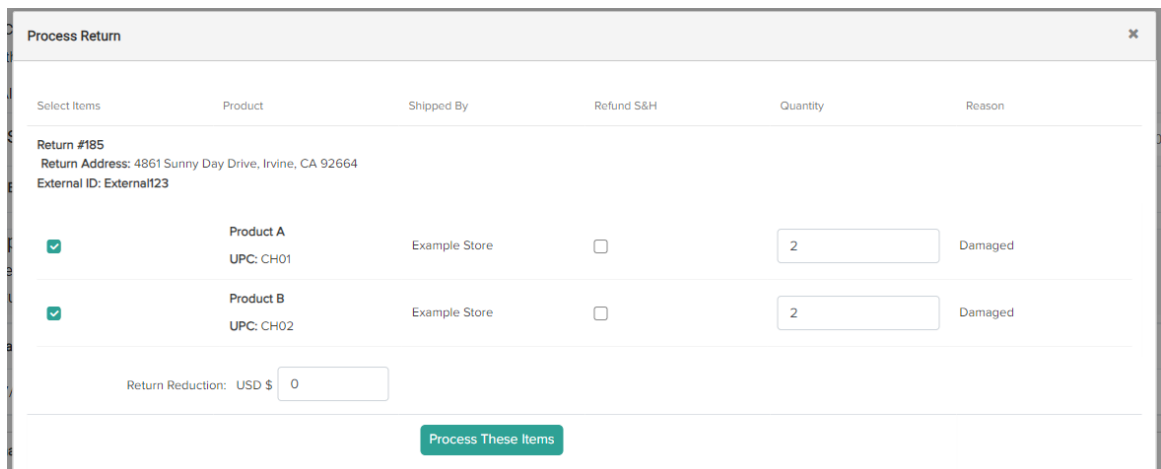 Process Return ×
Select Items Product Shipped By Refund S&H Quantity Reason
Return #185
Return Address: 4861 Sunny Day Drive, Irvine, CA 92664
External ID: External123
Product A
UPC: CH01
Example Store 2 Damaged
Product B
UPC: CH02
Example Store 2 Damaged
Return Reduction: USD $ 0
Process These Items